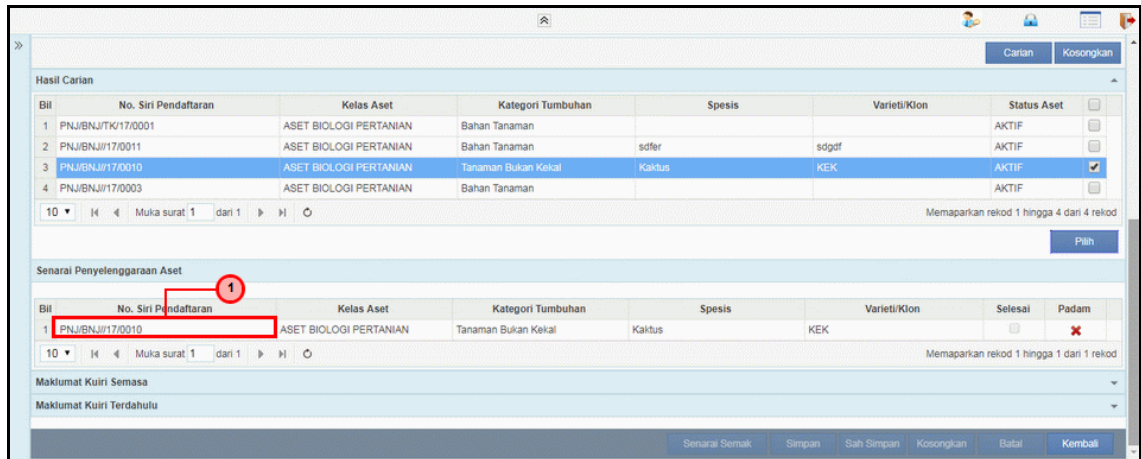 Carian Kosongkan
Hasil Carian
Bil No. Siri Pendaftaran Kelas Aset Kategori Tumbuhan Spesis Varieti/Klon Status Aset
1 PNJ/BNJ/TK/17/0001 ASET BIOLOGI PERTANIAN Bahan Tanaman AKTIF
2 PNJ/BNJ//17/0011 ASET BIOLOGI PERTANIAN Bahan Tanaman sdfer sdgdf AKTIF
3 PNJ/BNJ//17/0010 ASET BIOLOGI PERTANIAN Tanaman Bukan Kekal Kaktus KEK AKTIF
4 PNJ/BNJ//17/0003 ASET BIOLOGI PERTANIAN Bahan Tanaman AKTIF
10 Muka surat 1 dari 1 Memaparkan rekod 1 hingga 4 dari 4 rekod
Pilih
Senarai Penyelenggaraan Aset
1
Bil No. Siri Pendaftaran Kelas Aset Kategori Tumbuhan Spesis Varieti/Klon Selesai Padam
1 PNJ/BNJ//17/0010 ASET BIOLOGI PERTANIAN Tanaman Bukan Kekal Kaktus KEK
10 Muka surat 1 dari 1 Memaparkan rekod 1 hingga 1 dari 1 rekod
Maklumat Kuiri Semasa
Maklumat Kuiri Terdahulu
Senarai Semak Simpan Sah Simpan Kosongkan Batal Kembali